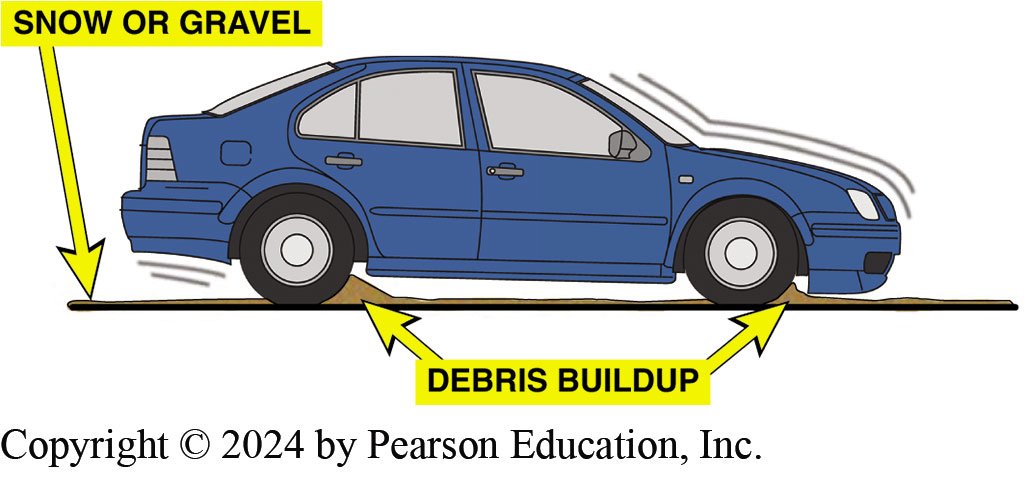 SNOW OR GRAVEL
DEBRIS BUILDUP
Copyright © 2024 by Pearson Education, Inc.